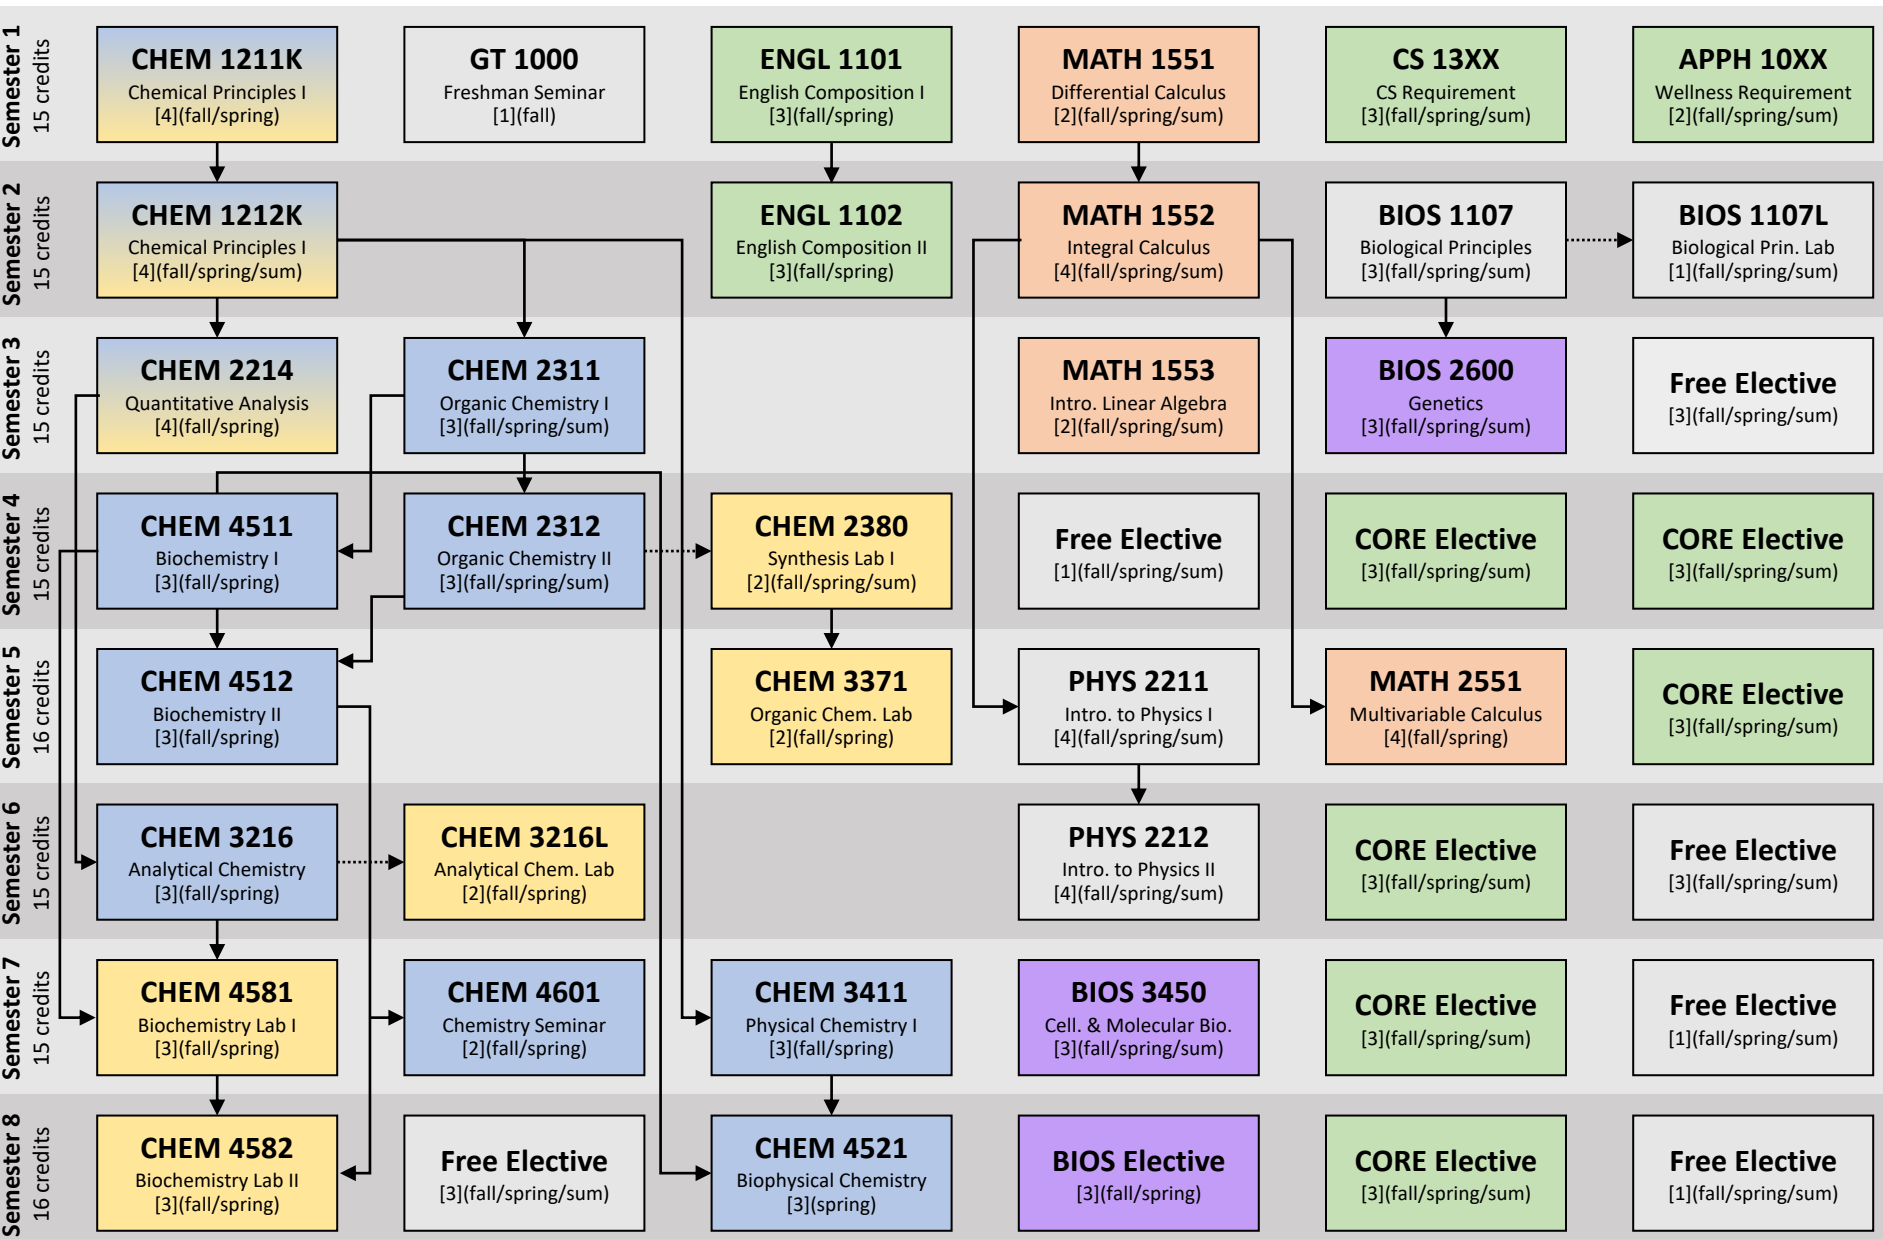 Semester 1
15 credits
CHEM 1211K
Chemical Principles I
[4](fall/spring)
GT 1000
Freshman Seminar
[1](fall)
ENGL 1101
English Composition I
[3](fall/spring)
MATH 1551
Differential Calculus
[2](fall/spring/sum)
CS 13XX
CS Requirement
[3](fall/spring/sum)
APPH 10XX
Wellness Requirement
[2](fall/spring/sum)
Semester 2
15 credits
CHEM 1212K
Chemical Principles I
[4](fall/spring/sum)
ENGL 1102
English Composition II
[3](fall/spring)
MATH 1552
Integral Calculus
[4](fall/spring/sum)
BIOS 1107
Biological Principles
[3](fall/spring/sum)
BIOS 1107L
Biological Prin. Lab
[1](fall/spring/sum)
Semester 3
15 credits
CHEM 2214
Quantitative Analysis
[4](fall/spring)
CHEM 2311
Organic Chemistry I
[3](fall/spring/sum)
MATH 1553
Intro. Linear Algebra
[2](fall/spring/sum)
BIOS 2600
Genetics
[3](fall/spring/sum)
Free Elective
[3](fall/spring/sum)
Semester 4
15 credits
CHEM 4511
Biochemistry I
[3](fall/spring)
CHEM 2312
Organic Chemistry II
[3](fall/spring/sum)
CHEM 2380
Synthesis Lab I
[2](fall/spring/sum)
Free Elective
[1](fall/spring/sum)
CORE Elective
[3](fall/spring/sum)
CORE Elective
[3](fall/spring/sum)
Semester 5
16 credits
CHEM 4512
Biochemistry II
[3](fall/spring)
CHEM 3371
Organic Chem. Lab
[2](fall/spring)
PHYS 2211
Intro. to Physics I
[4](fall/spring/sum)
MATH 2551
Multivariable Calculus
[4](fall/spring)
CORE Elective
[3](fall/spring/sum)
Semester 6
15 credits
CHEM 3216
Analytical Chemistry
[3](fall/spring)
CHEM 3216L
Analytical Chem. Lab
[2](fall/spring)
PHYS 2212
Intro. to Physics II
[4](fall/spring/sum)
CORE Elective
[3](fall/spring/sum)
Free Elective
[3](fall/spring/sum)
Semester 7
15 credits
CHEM 4581
Biochemistry Lab I
[3](fall/spring)
CHEM 4601
Chemistry Seminar
[2](fall/spring)
CHEM 3411
Physical Chemistry I
[3](fall/spring)
BIOS 3450
Cell. & Molecular Bio.
[3](fall/spring/sum)
CORE Elective
[3](fall/spring/sum)
Free Elective
[1](fall/spring/sum)
Semester 8
16 credits
CHEM 4582
Biochemistry Lab II
[3](fall/spring)
Free Elective
[3](fall/spring/sum)
CHEM 4521
Biophysical Chemistry
[3](spring)
BIOS Elective
[3](fall/spring)
CORE Elective
[3](fall/spring/sum)
Free Elective
[1](fall/spring/sum)